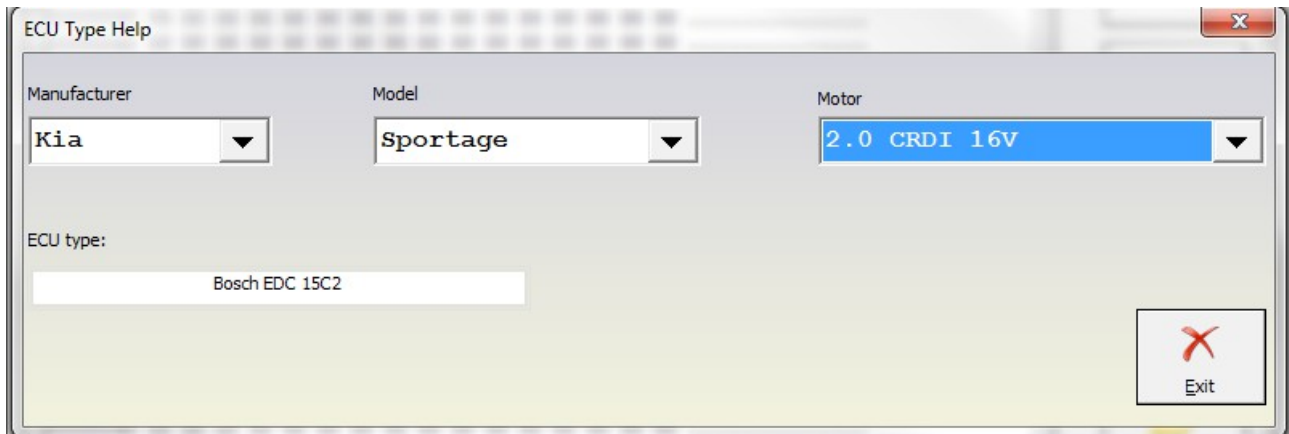 ECU Type Help
Manufacturer
Model
Motor
Kia
Sportage
2.0 CRDI 16V
ECU type:
Bosch EDC 15C2
Exit